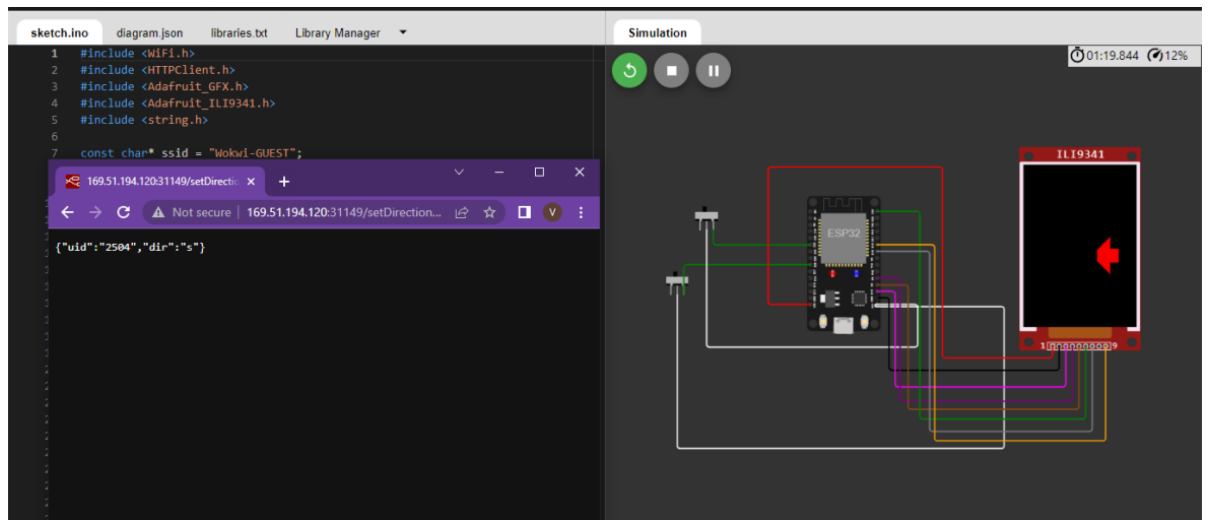 sketch.ino diagram.json libraries.txt Library Manager
1 #include <WiFi.h>
2 #include <HTTPClient.h>
3 #include <Adafruit_GFX.h>
4 #include <Adafruit_ILI9341.h>
5 #include <string.h>
6
7 const char* ssid = "Wokwi-GUEST";
169.51.194.120:31149/setDirectio
Not secure 169.51.194.120:31149/setDirection...
V
{"uid":"2504","dir":"s"}
Simulation
01:19.844 12%
ILI9341
ESP32
1 9